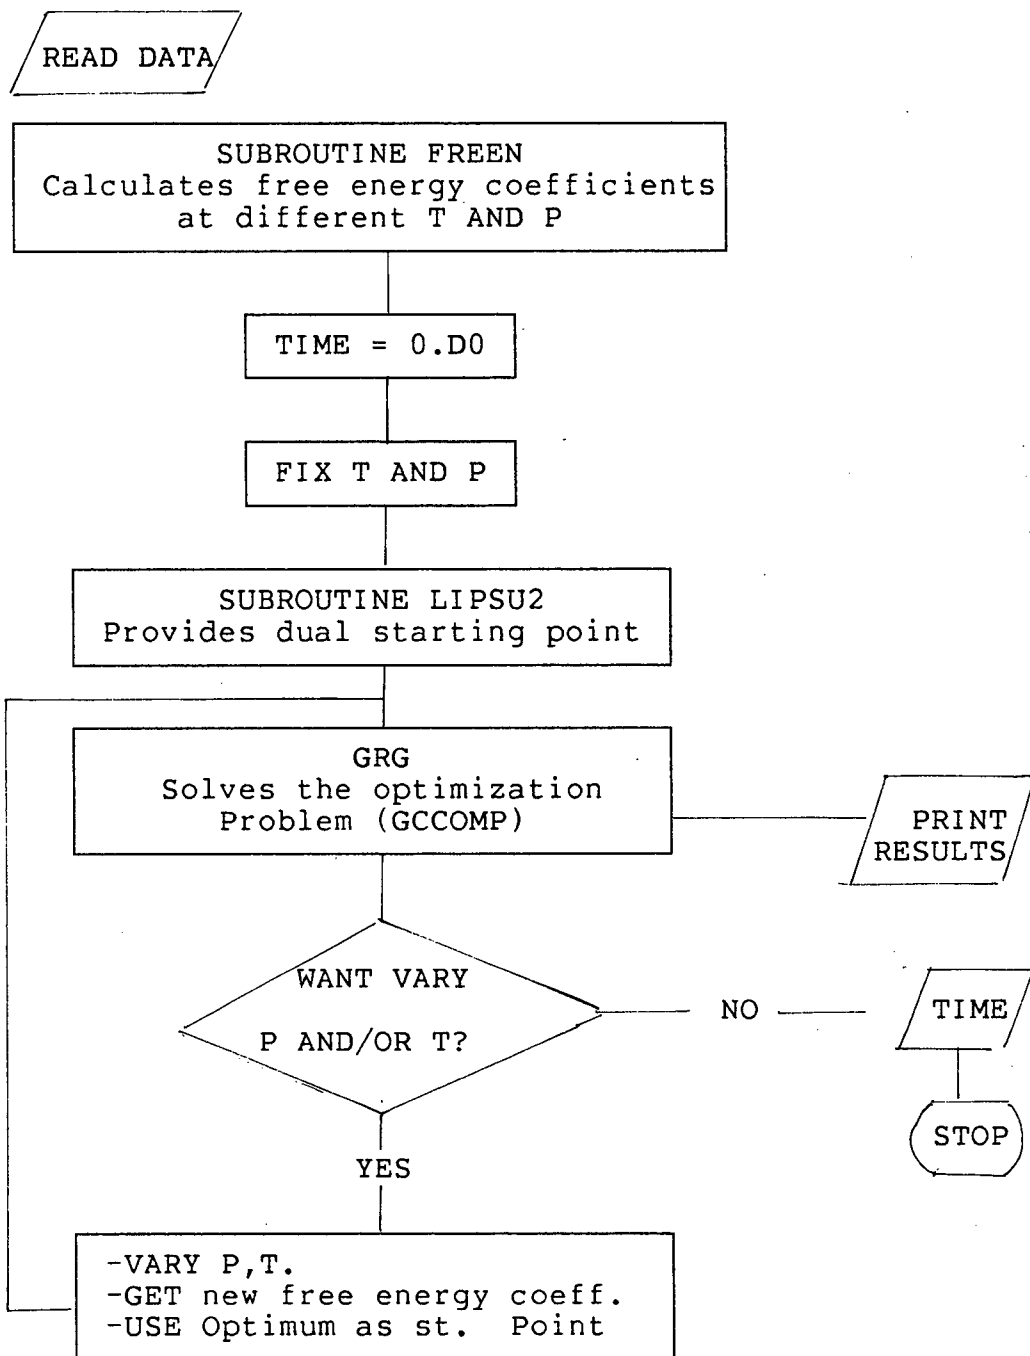 READ DATA
SUBROUTINE FREEN
Calculates free energy coefficients
at different T AND P
TIME = 0.D0
FIX T AND P
SUBROUTINE LIPSU2
Provides dual starting point
GRG
Solves the optimization
Problem (GCCOMP)
PRINT
RESULTS
WANT VARY
P AND/OR T?
NO
TIME
STOP
YES
-VARY P,T.
-GET new free energy coeff.
-USE Optimum as st. Point